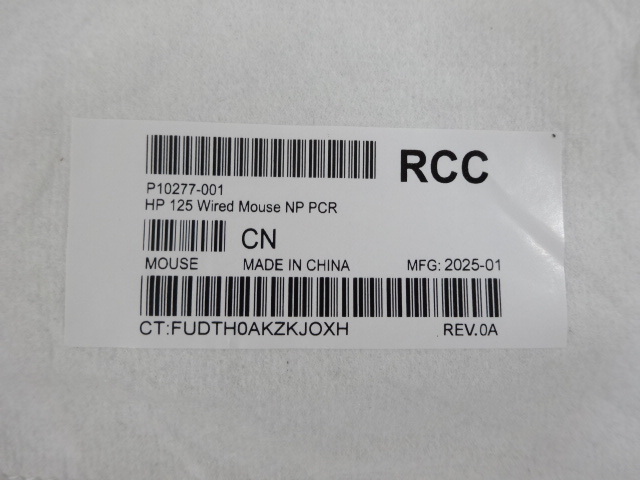 RCC
P10277-001
HP 125 Wired Mouse NP PCR
CN
MOUSE MADE IN CHINA MFG: 2025-01
CT:FUDTH0AKZKJOXH REV.0A